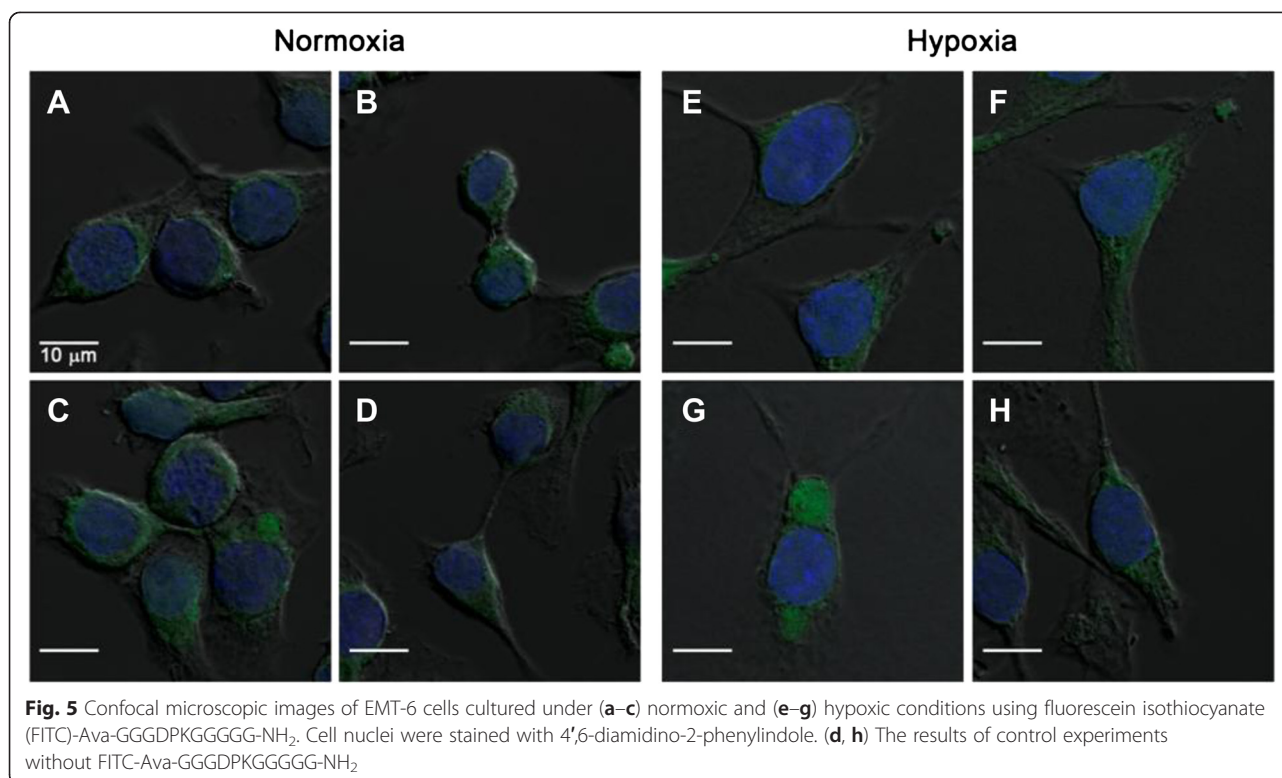 Normoxia
Hypoxia
A
B
E
F
10 μm
C
D
G
H
Fig. 5 Confocal microscopic images of EMT-6 cells cultured under (a–c) normoxic and (e–g) hypoxic conditions using fluorescein isothiocyanate
(FITC)-Ava-GGGDPKGGGGG-NH₂. Cell nuclei were stained with 4′,6-diamidino-2-phenylindole. (d, h) The results of control experiments
without FITC-Ava-GGGDPKGGGGG-NH₂